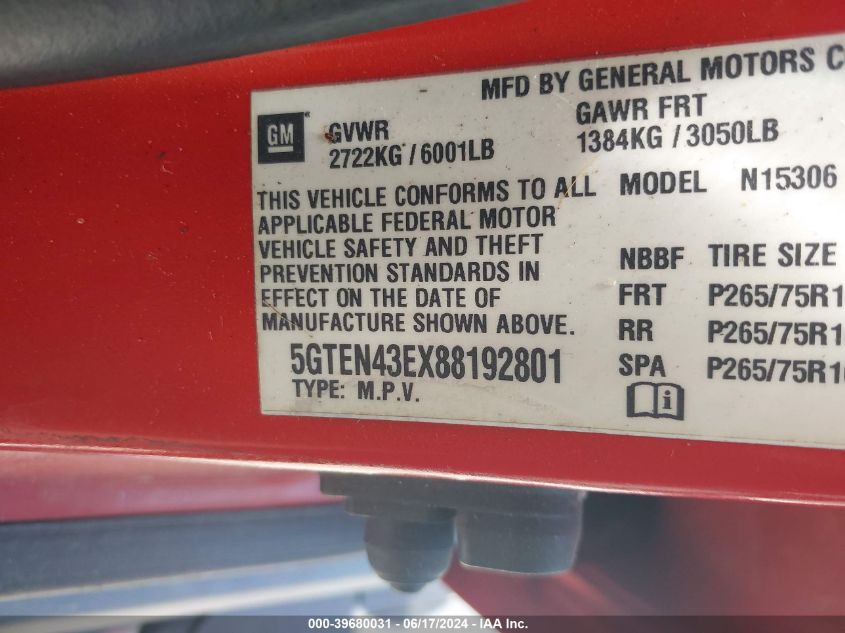 MFD BY GENERAL MOTORS C
GM
GVWR
2722KG / 6001LB
GAWR FRT
1384KG / 3050LB
THIS VEHICLE CONFORMS TO ALL
APPLICABLE FEDERAL MOTOR
VEHICLE SAFETY AND THEFT
PREVENTION STANDARDS IN
EFFECT ON THE DATE OF
MANUFACTURE SHOWN ABOVE.
5GTEN43EX88192801
TYPE: M.P.V.
MODEL N15306
NBBF TIRE SIZE
FRT P265/75R1
RR P265/75R1
SPA P265/75R16
000-39680031 - 06/17/2024 - IAA Inc.